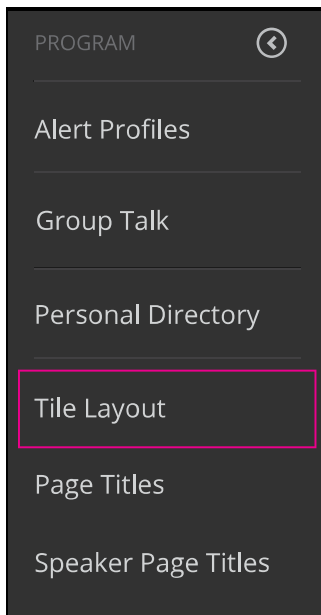 PROGRAM
Alert Profiles
Group Talk
Personal Directory
Tile Layout
Page Titles
Speaker Page Titles